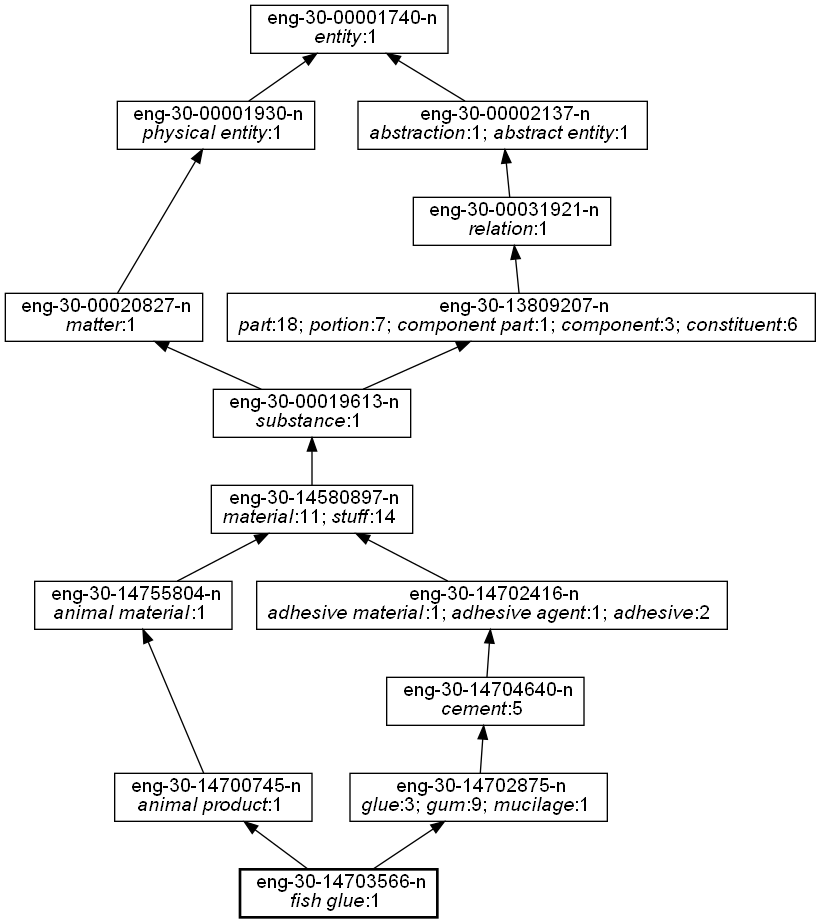 eng-30-00001740-n
entity:1
eng-30-00001930-n
physical entity:1
eng-30-00002137-n
abstraction:1; abstract entity:1
eng-30-00031921-n
relation:1
eng-30-00020827-n
matter:1
eng-30-13809207-n
part:18; portion:7; component part:1; component:3; constituent:6
eng-30-00019613-n
substance:1
eng-30-14580897-n
material:11; stuff:14
eng-30-14755804-n
animal material:1
eng-30-14702416-n
adhesive material:1; adhesive agent:1; adhesive:2
eng-30-14704640-n
cement:5
eng-30-14700745-n
animal product:1
eng-30-14702875-n
glue:3; gum:9; mucilage:1
eng-30-14703566-n
fish glue:1